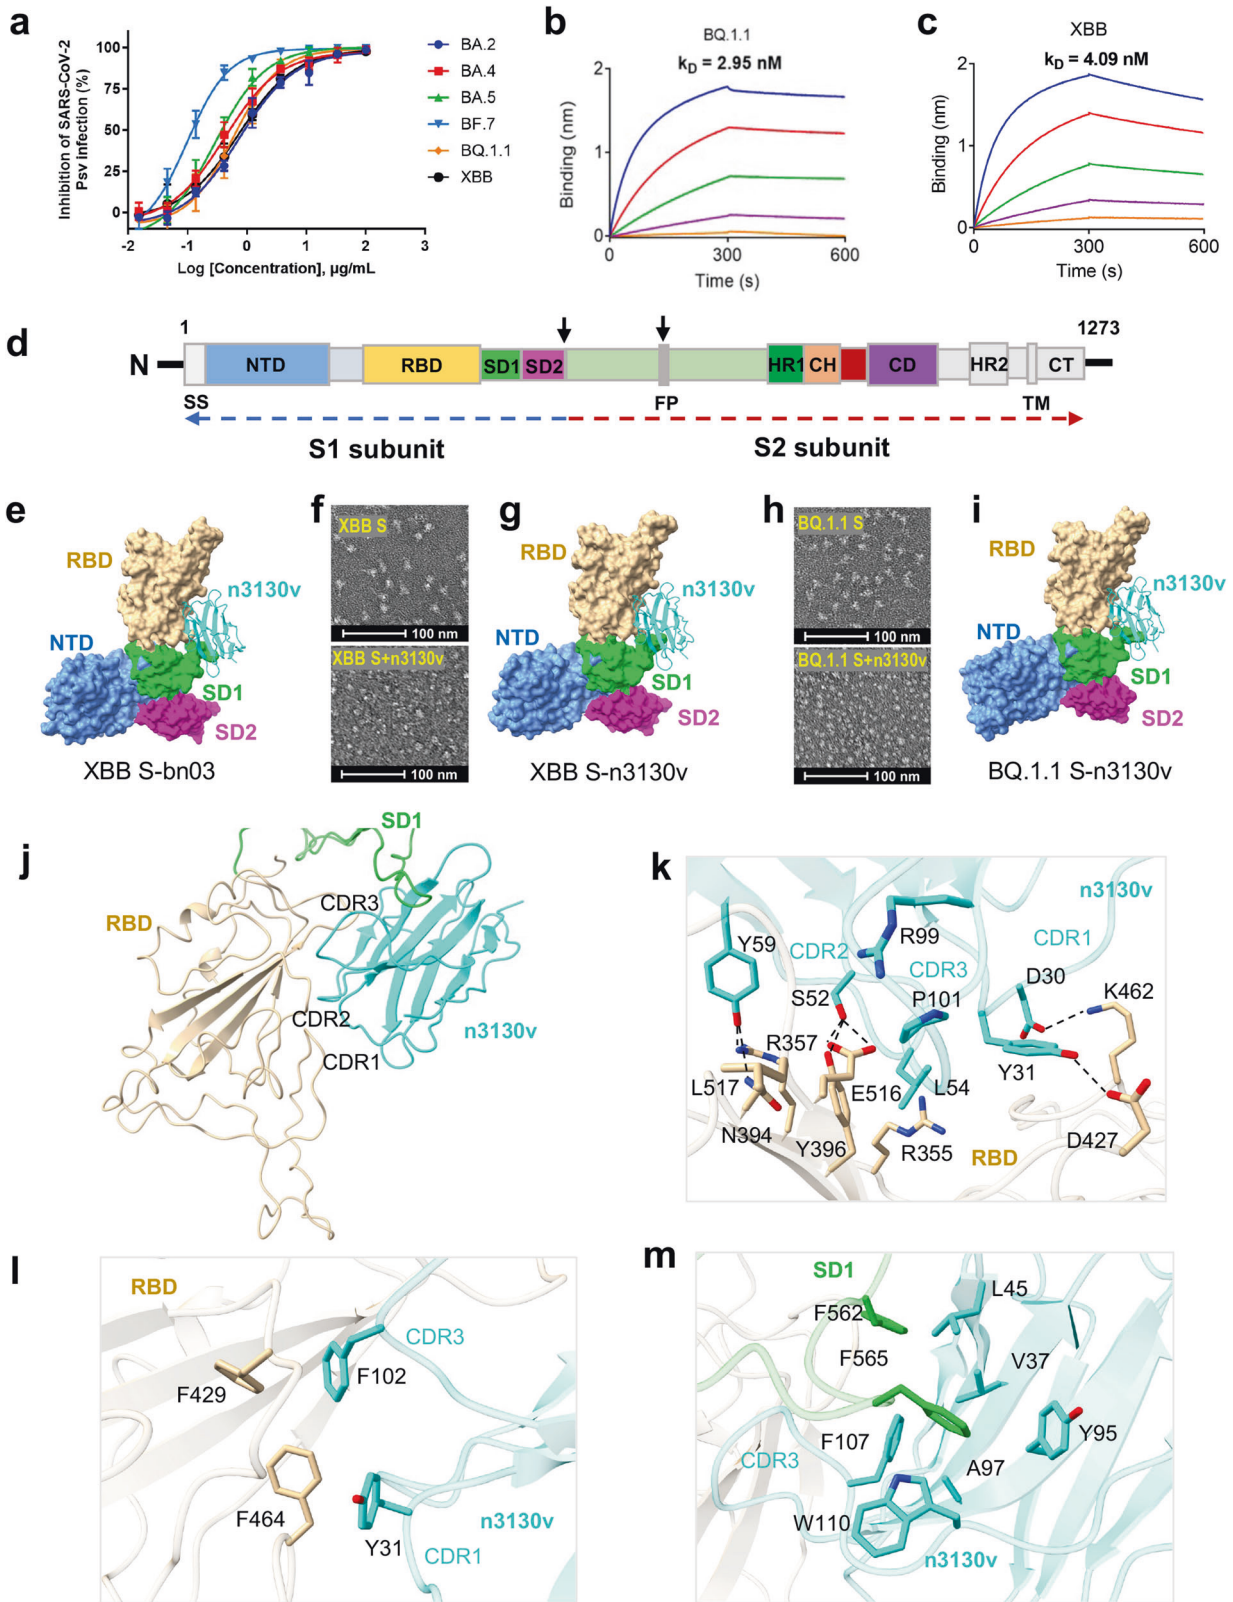 a
Inhibition of SARS-CoV-2
Psv infection (%)
100
75
50
25
0
-2 -1 0 1 2 3
Log [Concentration], μg/mL
BA.2
BA.4
BA.5
BF.7
BQ.1.1
XBB
b
BQ.1.1
kD = 2.95 nM
Binding (nm)
2
1
0
0 300 600
Time (s)
c
XBB
kD = 4.09 nM
Binding (nm)
2
1
0
0 300 600
Time (s)
d
1 1273
N NTD RBD SD1 SD2 HR1 CH CD HR2 CT
SS FP TM
S1 subunit S2 subunit
e
RBD
n3130v
NTD
SD1
SD2
XBB S-bn03
f
XBB S
100 nm
XBB S+n3130v
100 nm
g
RBD
n3130v
NTD
SD1
SD2
XBB S-n3130v
h
BQ.1.1 S
100 nm
BQ.1.1 S+n3130v
100 nm
i
RBD
n3130v
NTD
SD1
SD2
BQ.1.1 S-n3130v
j
SD1
CDR3
RBD
CDR2
n3130v
CDR1
k
n3130v
Y59 CDR2 R99 CDR1
CDR3 D30
S52 P101 K462
R357 Y31
L517 E516 L54
N394 Y396 R355 RBD D427
l
RBD
CDR3
F429 F102
F464 n3130v
Y31 CDR1
m
SD1
F562 L45
F565 V37
F107 Y95
CDR3 A97
W110
n3130v